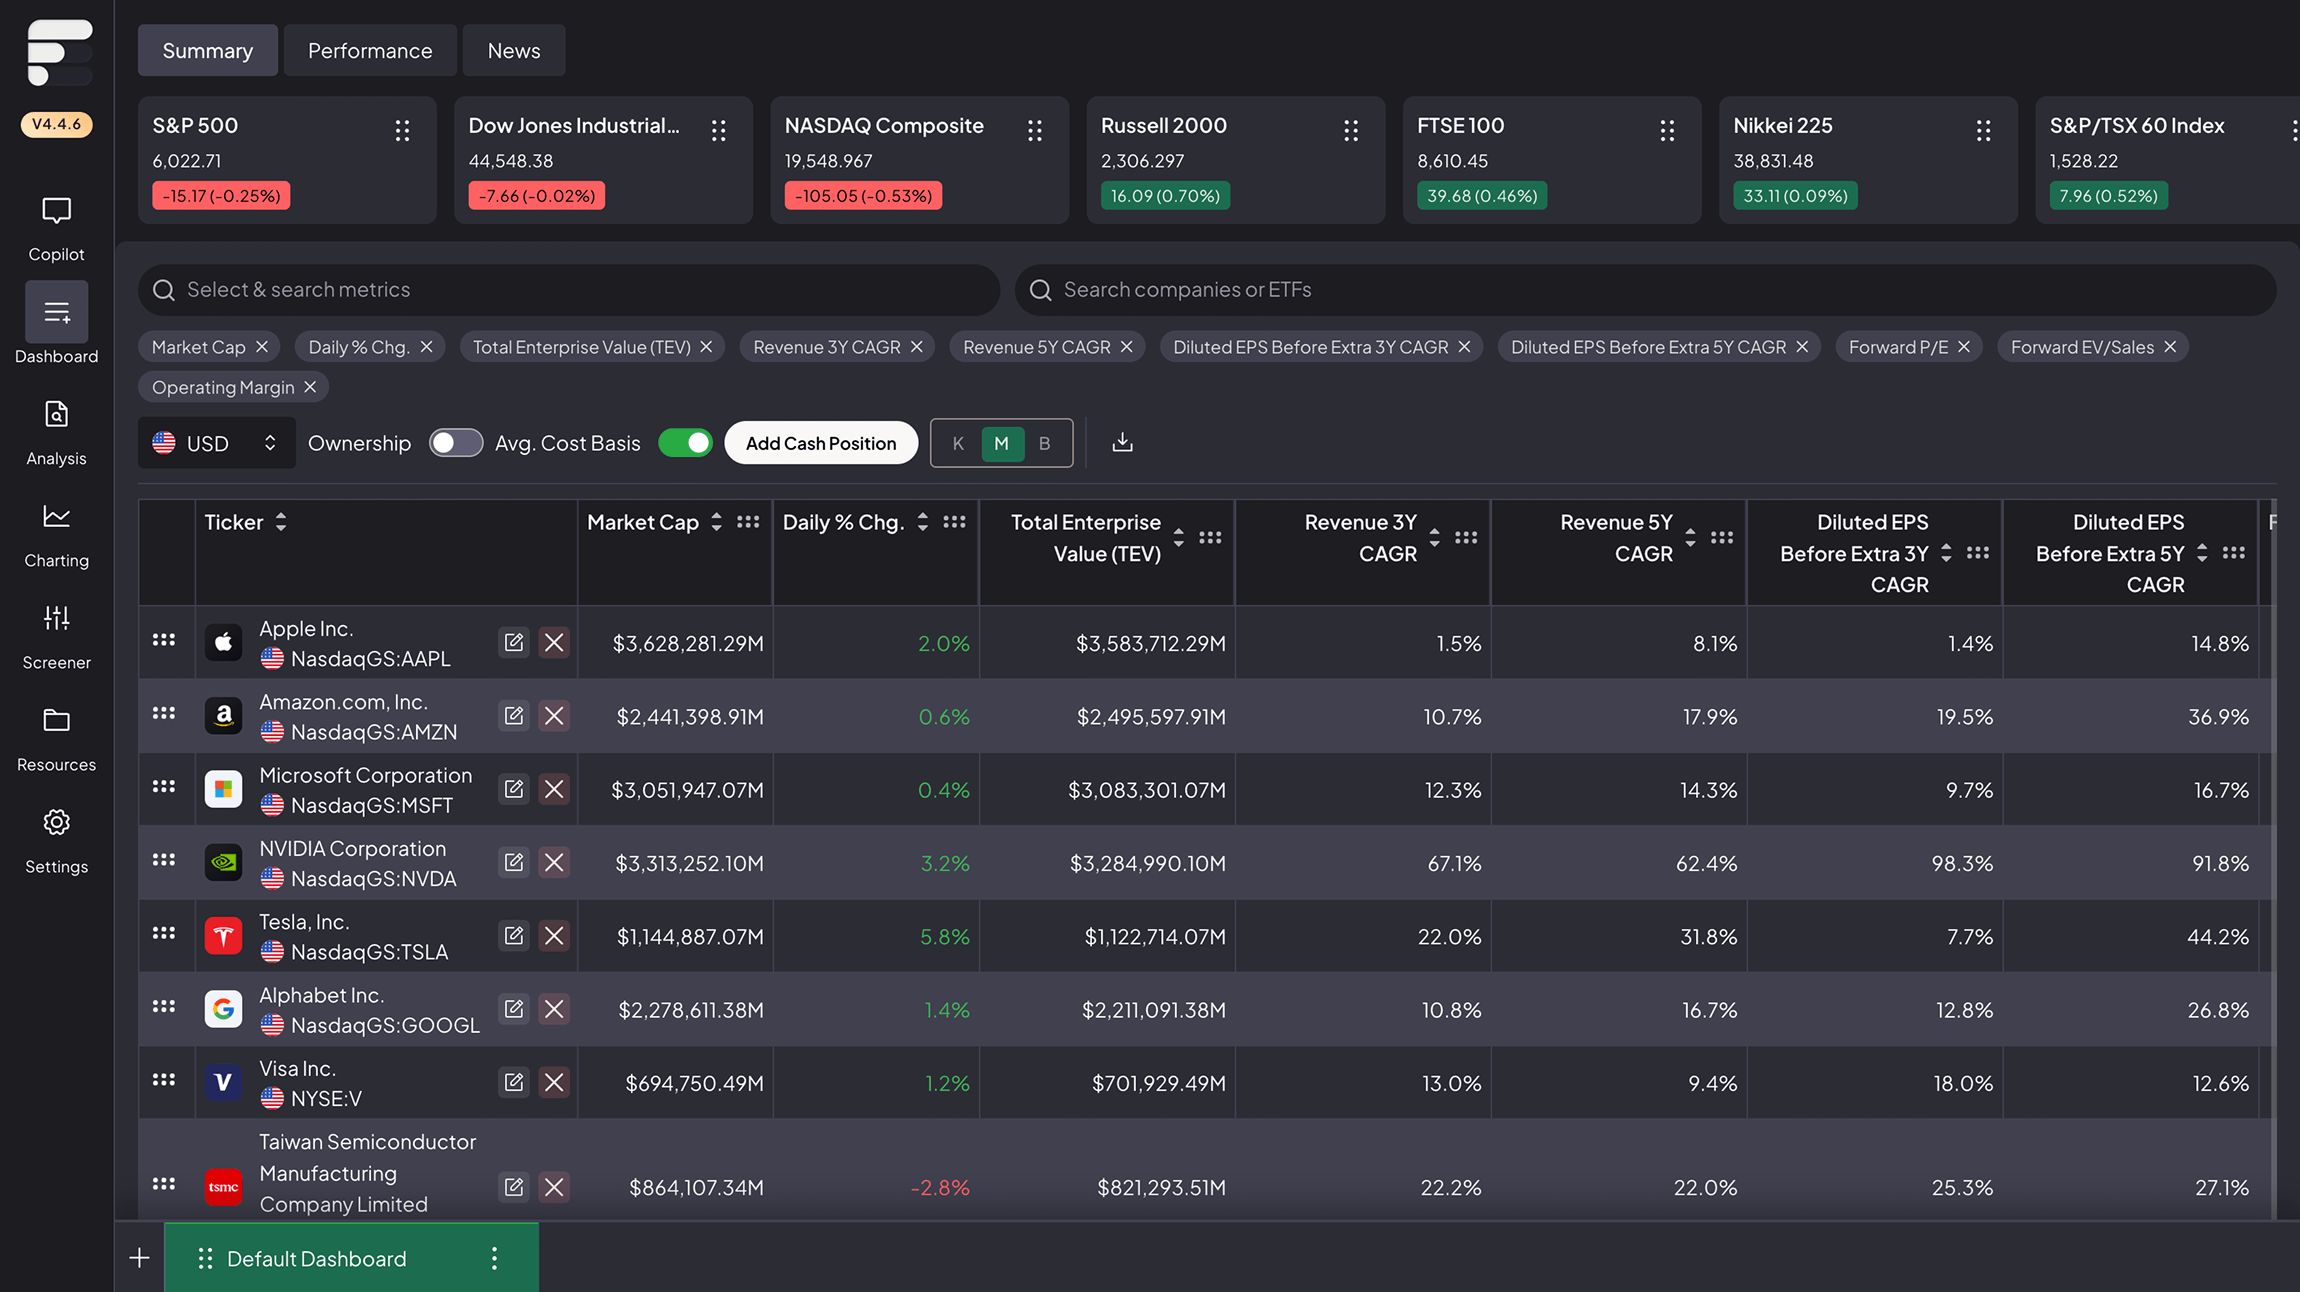 Summary
Performance
News
V4.4.6
S&P 500
6,022.71
-15.17 (-0.25%)
Dow Jones Industrial...
44,548.38
-7.66 (-0.02%)
NASDAQ Composite
19,548.967
-105.05 (-0.53%)
Russell 2000
2,306.297
16.09 (0.70%)
FTSE 100
8,610.45
39.68 (0.46%)
Nikkei 225
38,831.48
33.11 (0.09%)
S&P/TSX 60 Index
1,528.22
7.96 (0.52%)
Copilot
Dashboard
Analysis
Charting
Screener
Resources
Settings
Select & search metrics
Search companies or ETFs
Market Cap
Daily % Chg.
Total Enterprise Value (TEV)
Revenue 3Y CAGR
Revenue 5Y CAGR
Diluted EPS Before Extra 3Y CAGR
Diluted EPS Before Extra 5Y CAGR
Forward P/E
Forward EV/Sales
Operating Margin
USD
Ownership
Avg. Cost Basis
Add Cash Position
K M B
Ticker
Market Cap
Daily % Chg.
Total Enterprise
Value (TEV)
Revenue 3Y
CAGR
Revenue 5Y
CAGR
Diluted EPS
Before Extra 3Y
CAGR
Diluted EPS
Before Extra 5Y
CAGR
Apple Inc.
NasdaqGS:AAPL
$3,628,281.29M 2.0% $3,583,712.29M 1.5% 8.1% 1.4% 14.8%
Amazon.com, Inc.
NasdaqGS:AMZN
$2,441,398.91M 0.6% $2,495,597.91M 10.7% 17.9% 19.5% 36.9%
Microsoft Corporation
NasdaqGS:MSFT
$3,051,947.07M 0.4% $3,083,301.07M 12.3% 14.3% 9.7% 16.7%
NVIDIA Corporation
NasdaqGS:NVDA
$3,313,252.10M 3.2% $3,284,990.10M 67.1% 62.4% 98.3% 91.8%
Tesla, Inc.
NasdaqGS:TSLA
$1,144,887.07M 5.8% $1,122,714.07M 22.0% 31.8% 7.7% 44.2%
Alphabet Inc.
NasdaqGS:GOOGL
$2,278,611.38M 1.4% $2,211,091.38M 10.8% 16.7% 12.8% 26.8%
V
Visa Inc.
NYSE:V
$694,750.49M 1.2% $701,929.49M 13.0% 9.4% 18.0% 12.6%
tsmc
Taiwan Semiconductor
Manufacturing
Company Limited
$864,107.34M -2.8% $821,293.51M 22.2% 22.0% 25.3% 27.1%
Default Dashboard